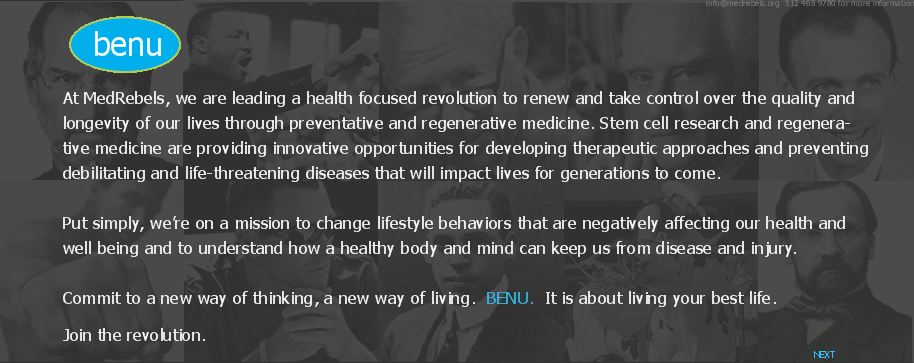 info@medrebels.org 512 468 9780 for more information
benu
At MedRebels, we are leading a health focused revolution to renew and take control over the quality and
longevity of our lives through preventative and regenerative medicine. Stem cell research and regenera-
tive medicine are providing innovative opportunities for developing therapeutic approaches and preventing
debilitating and life-threatening diseases that will impact lives for generations to come.
Put simply, we're on a mission to change lifestyle behaviors that are negatively affecting our health and
well being and to understand how a healthy body and mind can keep us from disease and injury.
Commit to a new way of thinking, a new way of living. BENU. It is about living your best life.
Join the revolution.
NEXT